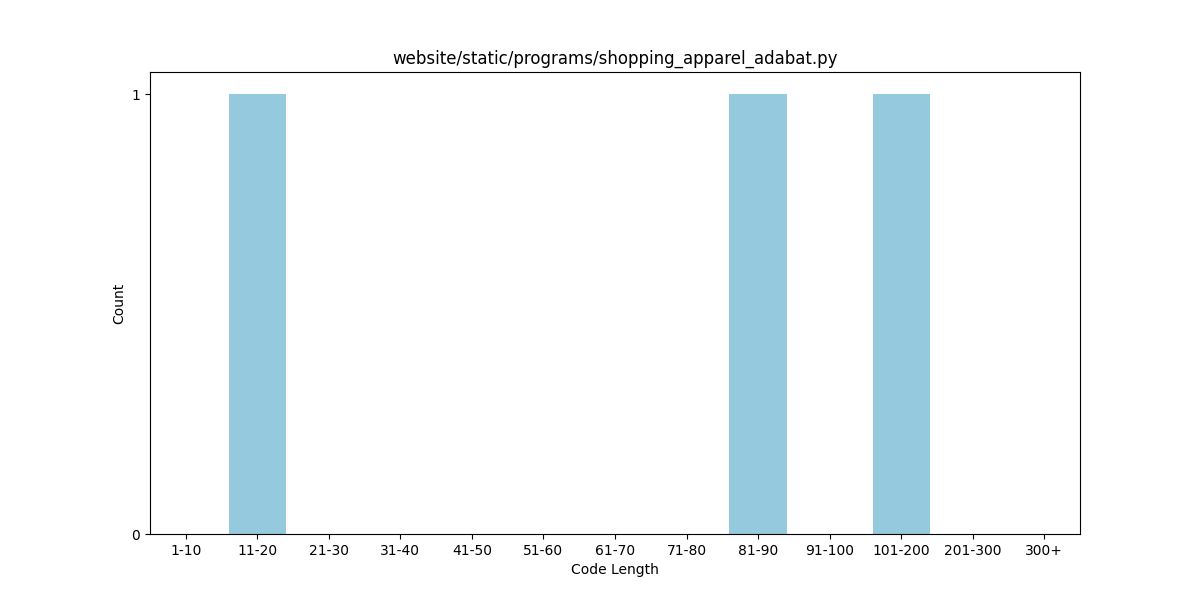 website/static/programs/shopping_apparel_adabat.py
1
Count
0
1-10 11-20 21-30 31-40 41-50 51-60 61-70 71-80 81-90 91-100 101-200 201-300 300+
Code Length